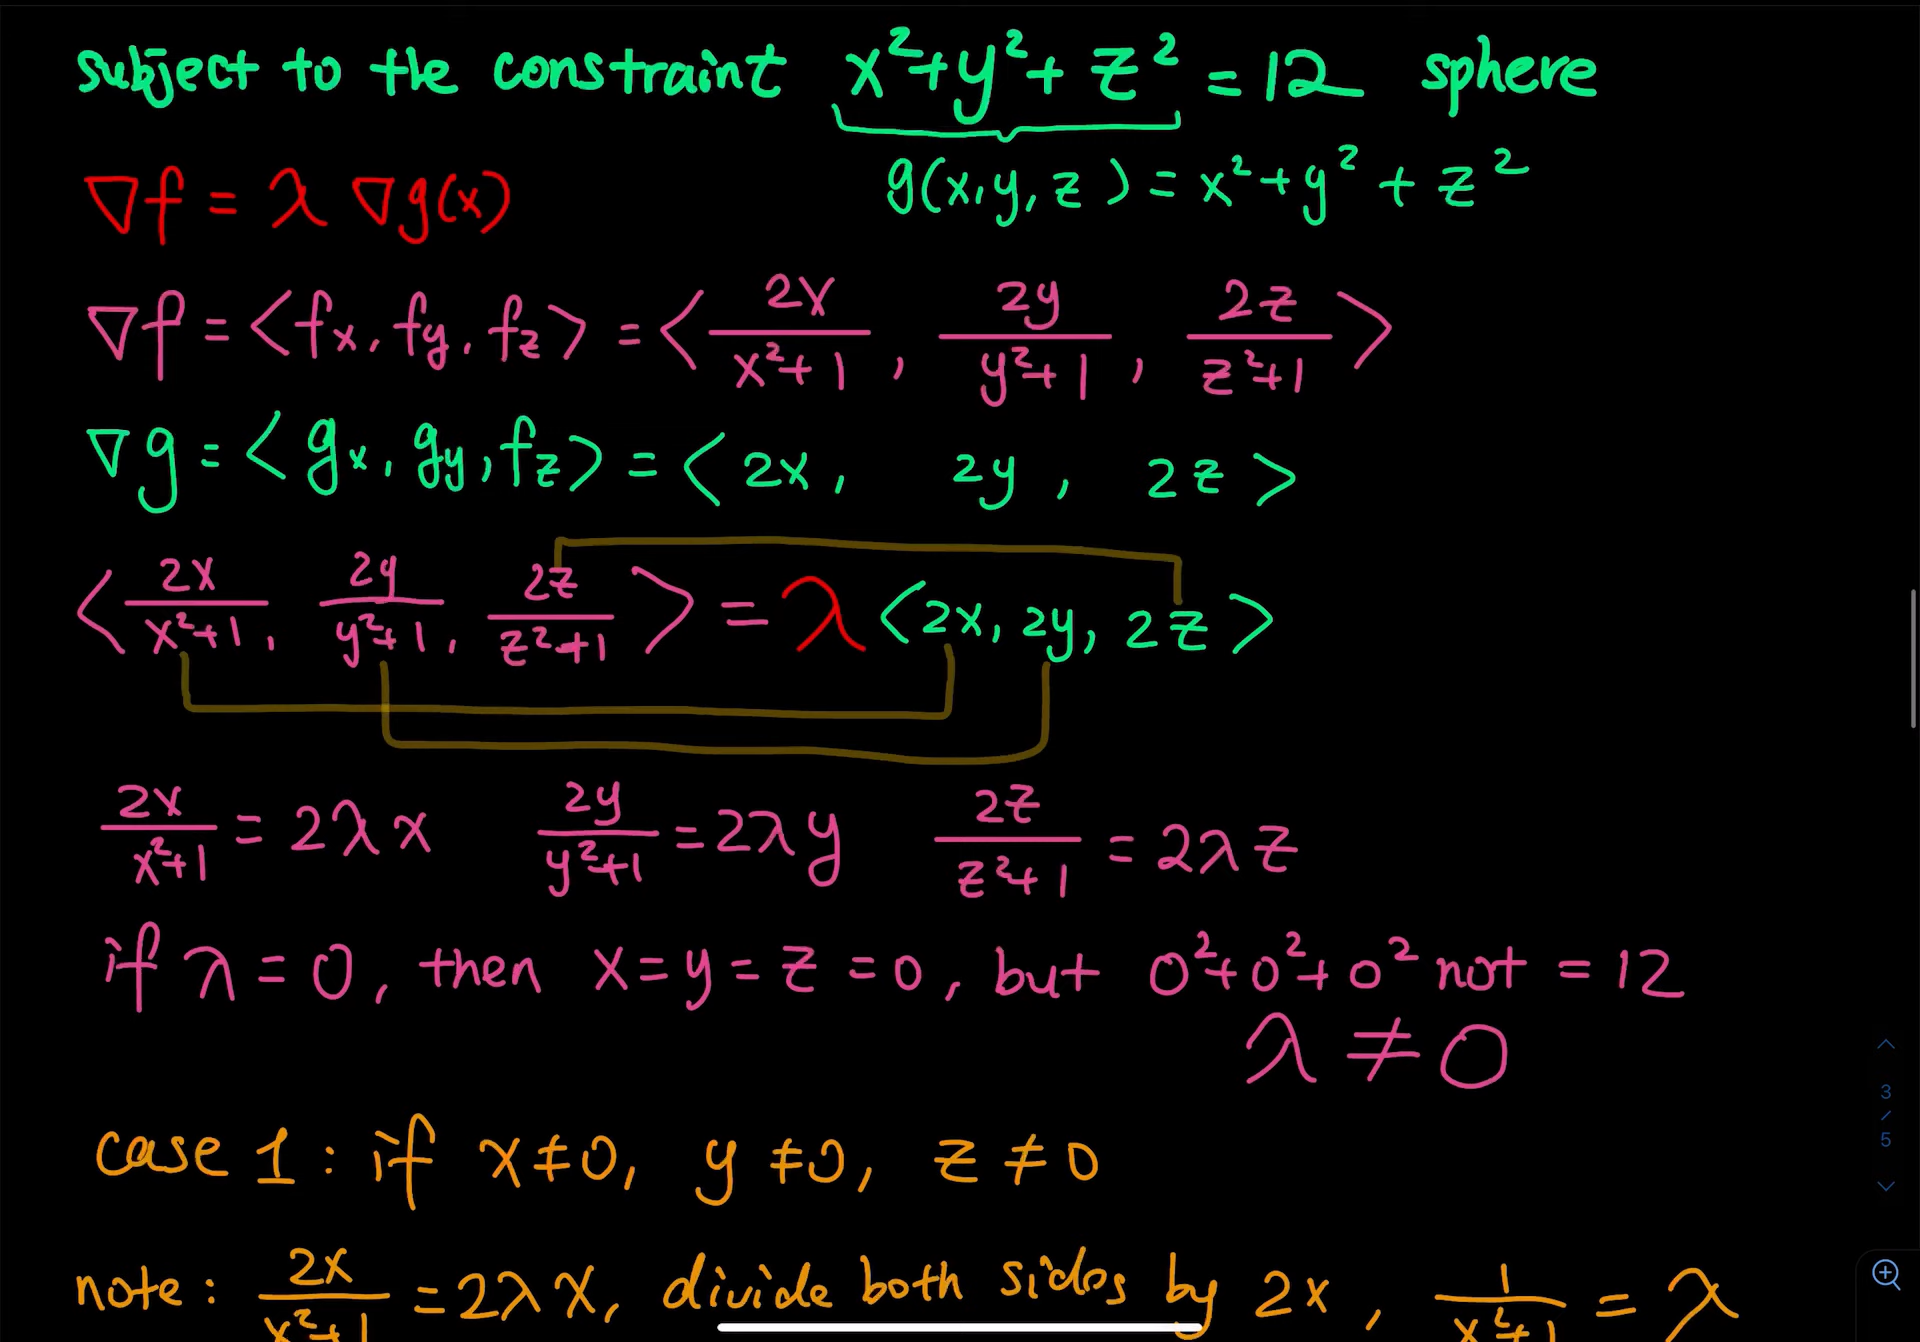 subject to the constraint x²+y²+z² = 12 sphere
∇f = λ ∇g(x)
g(x,y,z) = x²+y²+z²
∇f = <fx, fy, fz> = < 2x/(x²+1), 2y/(y²+1), 2z/(z²+1) >
∇g = <gx, gy, fz> = < 2x, 2y, 2z >
< 2x/(x²+1), 2y/(y²+1), 2z/(z²+1) > = λ <2x, 2y, 2z>
2x/(x²+1) = 2λx 2y/(y²+1) = 2λy 2z/(z²+1) = 2λz
if λ = 0, then x = y = z = 0, but 0²+0²+0² not = 12
λ ≠ 0
case 1: if x≠0, y≠0, z≠0
note: 2x/(x²+1) = 2λx, divide both sides by 2x, 1/(x²+1) = λ
3
/
5